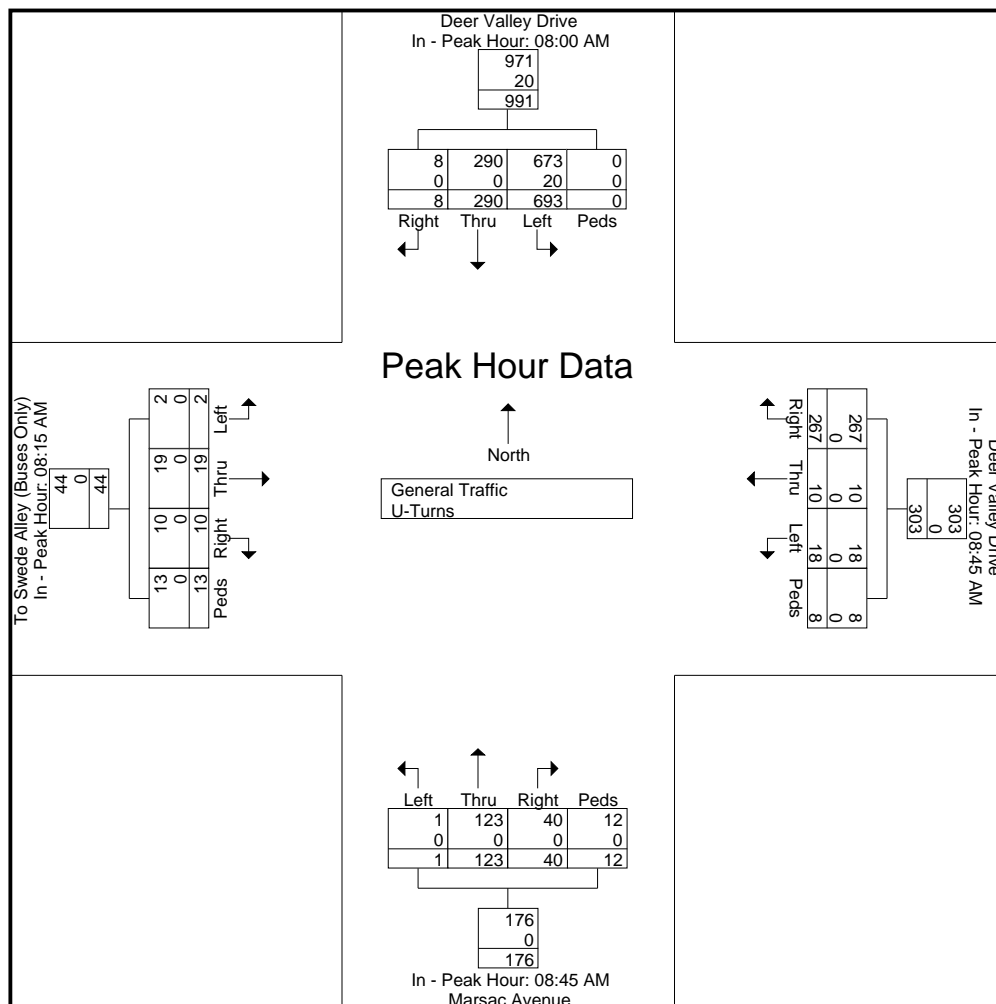 Deer Valley Drive
In - Peak Hour: 08:00 AM
971
20
991
8 290 673 0
0 0 20 0
8 290 693 0
Right Thru Left Peds
Peak Hour Data
North
General Traffic
U-Turns
To Swede Alley (Buses Only)
In - Peak Hour: 08:15 AM
44
0
44
2 19 10 13
0 0 0 0
2 19 10 13
Left Thru Right Peds
Deer Valley Drive
In - Peak Hour: 08:45 AM
303
0
303
267 10 18 8
0 0 0 0
267 10 18 8
Right Thru Left Peds
Left Thru Right Peds
1 123 40 12
0 0 0 0
1 123 40 12
176
0
176
In - Peak Hour: 08:45 AM
Marsac Avenue